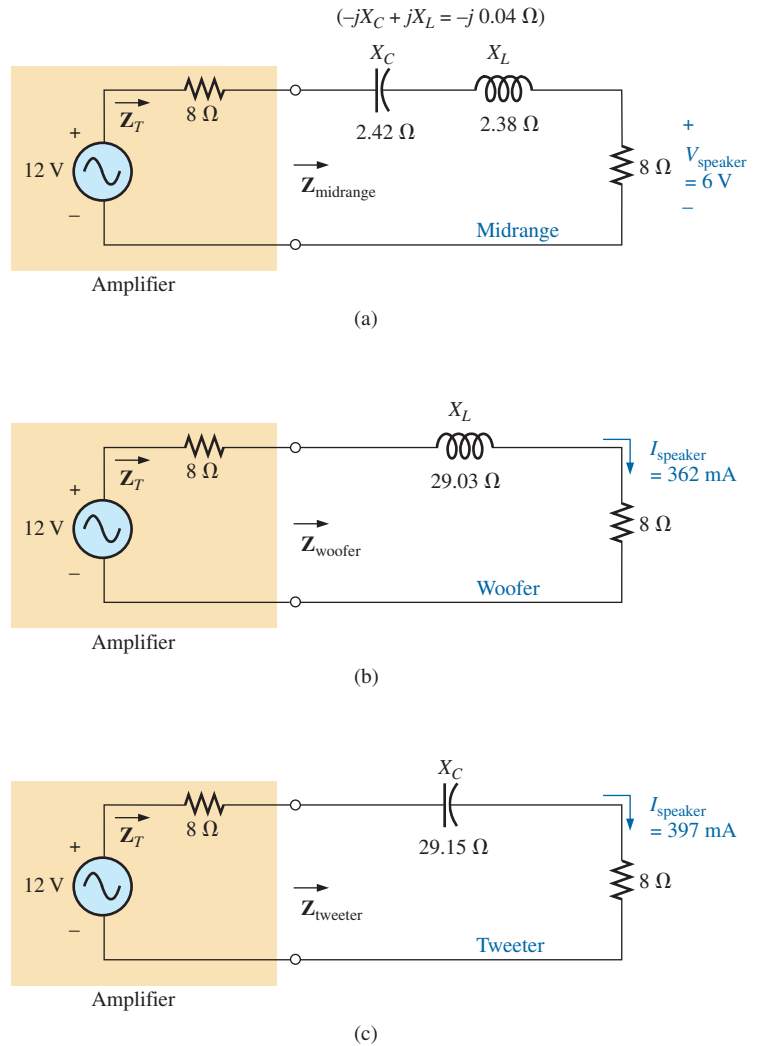 (–jX_C + jX_L = –j 0.04 Ω)
X_C
X_L
Z_T
8 Ω
2.42 Ω
2.38 Ω
+
12 V
–
Z_midrange
8 Ω
+
V_speaker
= 6 V
–
Midrange
Amplifier
(a)
X_L
Z_T
8 Ω
29.03 Ω
I_speaker
= 362 mA
+
12 V
–
Z_woofer
8 Ω
Woofer
Amplifier
(b)
X_C
Z_T
8 Ω
29.15 Ω
I_speaker
= 397 mA
+
12 V
–
Z_tweeter
8 Ω
Tweeter
Amplifier
(c)